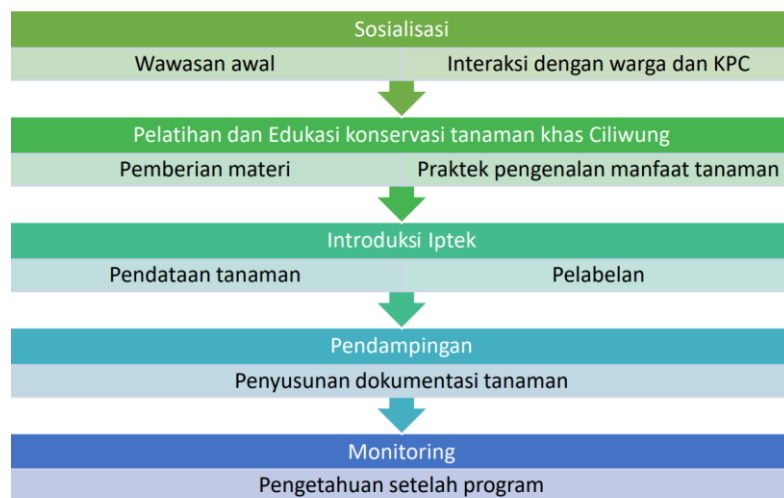 Sosialisasi
Wawasan awal
Interaksi dengan warga dan KPC
Pelatihan dan Edukasi konservasi tanaman khas Ciliwung
Pemberian materi
Praktek pengenalan manfaat tanaman
Introduksi Iptek
Pendataan tanaman
Pelabelan
Pendampingan
Penyusunan dokumentasi tanaman
Monitoring
Pengetahuan setelah program